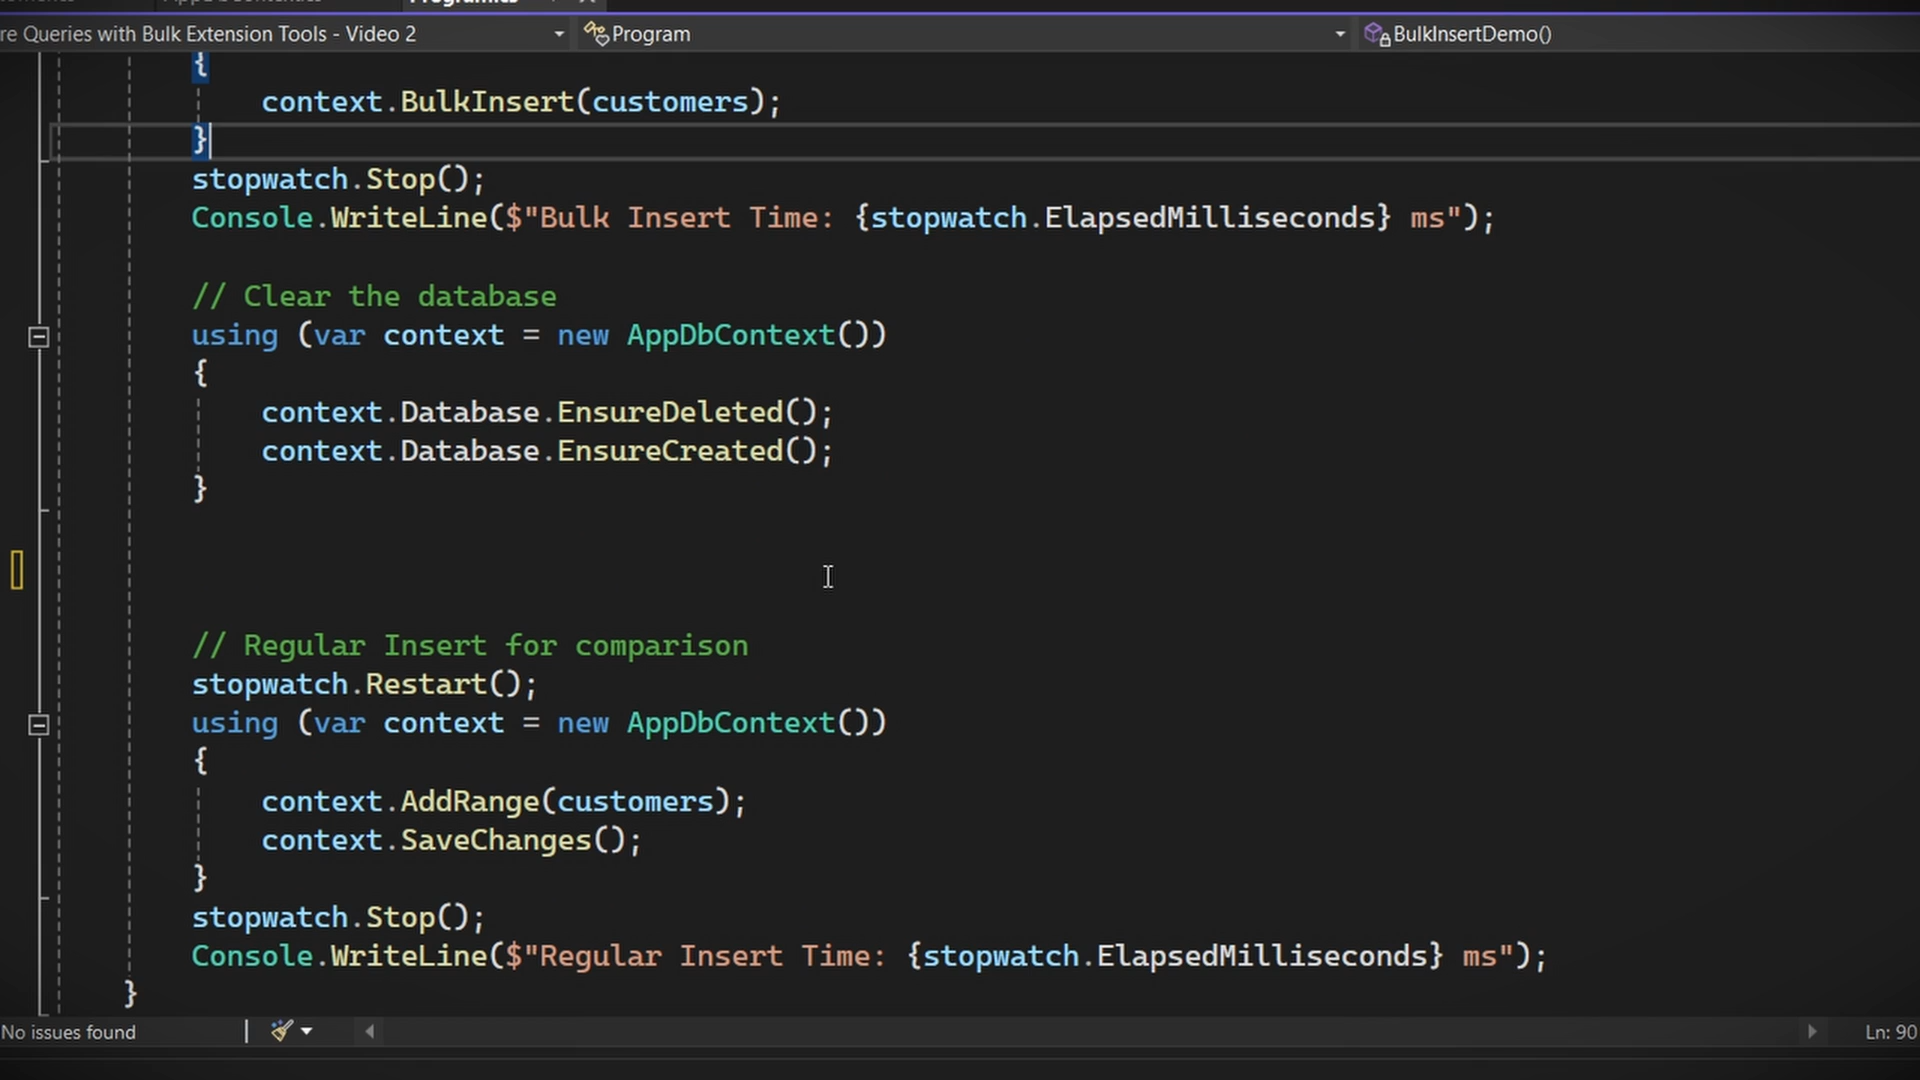 re Queries with Bulk Extension Tools - Video 2
Program
BulkInsertDemo()
{
context.BulkInsert(customers);
}
stopwatch.Stop();
Console.WriteLine($"Bulk Insert Time: {stopwatch.ElapsedMilliseconds} ms");
// Clear the database
using (var context = new AppDbContext())
{
context.Database.EnsureDeleted();
context.Database.EnsureCreated();
}
// Regular Insert for comparison
stopwatch.Restart();
using (var context = new AppDbContext())
{
context.AddRange(customers);
context.SaveChanges();
}
stopwatch.Stop();
Console.WriteLine($"Regular Insert Time: {stopwatch.ElapsedMilliseconds} ms");
}
No issues found
Ln: 90